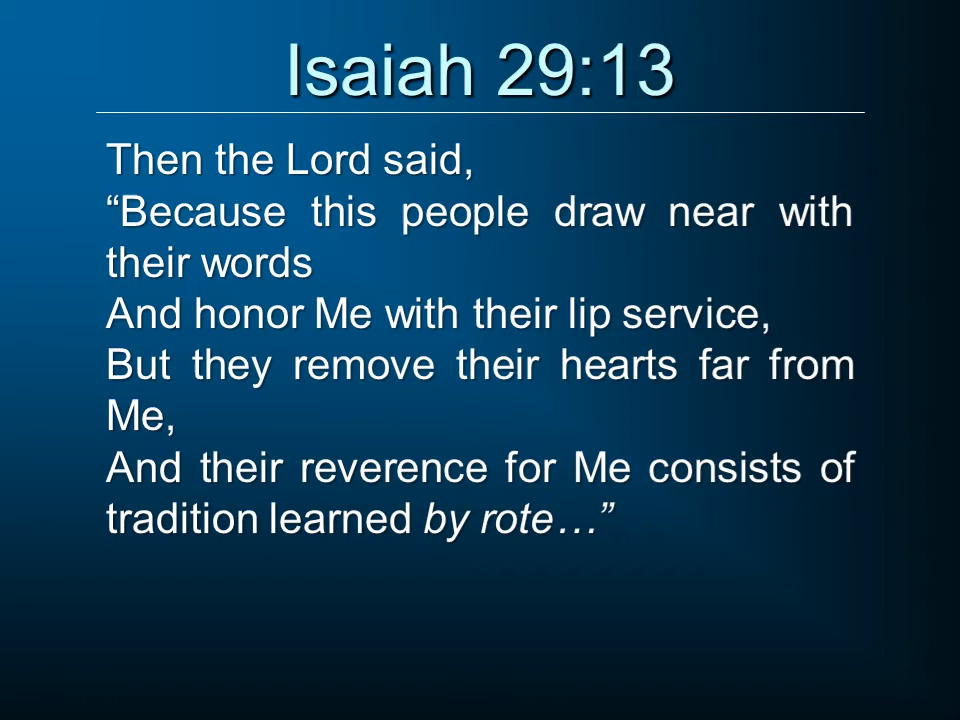 Isaiah 29:13
Then the Lord said,
“Because this people draw near with
their words
And honor Me with their lip service,
But they remove their hearts far from
Me,
And their reverence for Me consists of
tradition learned by rote…”